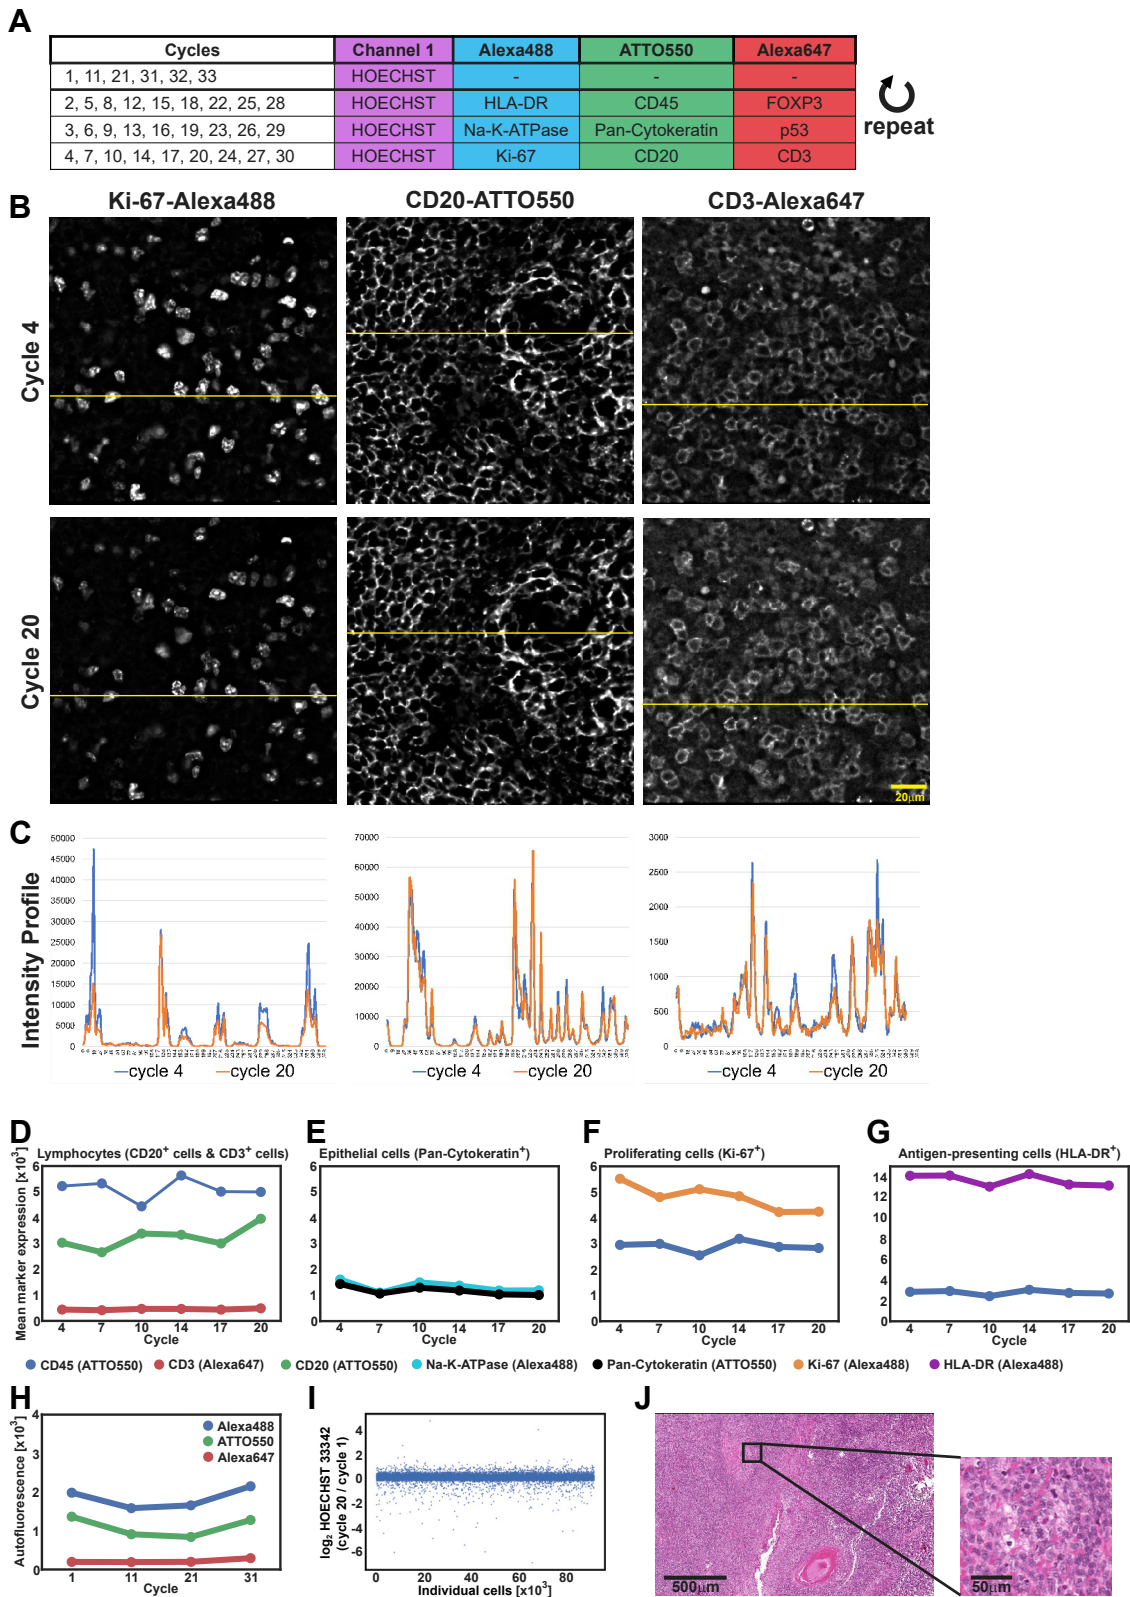 A
Cycles Channel 1 Alexa488 ATTO550 Alexa647
1, 11, 21, 31, 32, 33 HOECHST - - -
2, 5, 8, 12, 15, 18, 22, 25, 28 HOECHST HLA-DR CD45 FOXP3
3, 6, 9, 13, 16, 19, 23, 26, 29 HOECHST Na-K-ATPase Pan-Cytokeratin p53
4, 7, 10, 14, 17, 20, 24, 27, 30 HOECHST Ki-67 CD20 CD3
repeat
B
Ki-67-Alexa488 CD20-ATTO550 CD3-Alexa647
Cycle 4
Cycle 20
20μm
C
Intensity Profile
50000
45000
40000
35000
30000
25000
20000
15000
10000
5000
0
cycle 4 cycle 20
70000
60000
50000
40000
30000
20000
10000
0
cycle 4 cycle 20
3000
2500
2000
1500
1000
500
0
cycle 4 cycle 20
D
Lymphocytes (CD20⁺ cells & CD3⁺ cells)
Mean marker expression [x10³]
6
5
4
3
2
1
0
4 7 10 14 17 20
Cycle
E
Epithelial cells (Pan-Cytokeratin⁺)
6
5
4
3
2
1
0
4 7 10 14 17 20
Cycle
F
Proliferating cells (Ki-67⁺)
6
5
4
3
2
1
0
4 7 10 14 17 20
Cycle
G
Antigen-presenting cells (HLA-DR⁺)
14
12
10
8
6
4
2
0
4 7 10 14 17 20
Cycle
CD45 (ATTO550) CD3 (Alexa647) CD20 (ATTO550) Na-K-ATPase (Alexa488) Pan-Cytokeratin (ATTO550) Ki-67 (Alexa488) HLA-DR (Alexa488)
H
Autofluorescence [x10³]
4
3
2
1
0
Alexa488
ATTO550
Alexa647
1 11 21 31
Cycle
I
log₂ HOECHST 33342
(cycle 20 / cycle 1)
4
2
0
-2
-4
-6
0 20 40 60 80
Individual cells [x10³]
J
500μm
50μm